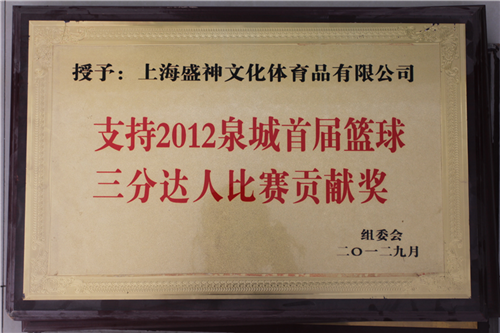 授予：上海盛神文化体育品有限公司
支持2012泉城首届篮球
三分达人比赛贡献奖
组委会
二〇一二九月